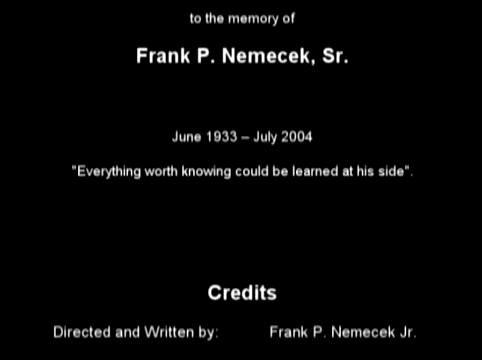 to the memory of
Frank P. Nemecek, Sr.
June 1933 – July 2004
"Everything worth knowing could be learned at his side".
Credits
Directed and Written by: Frank P. Nemecek Jr.